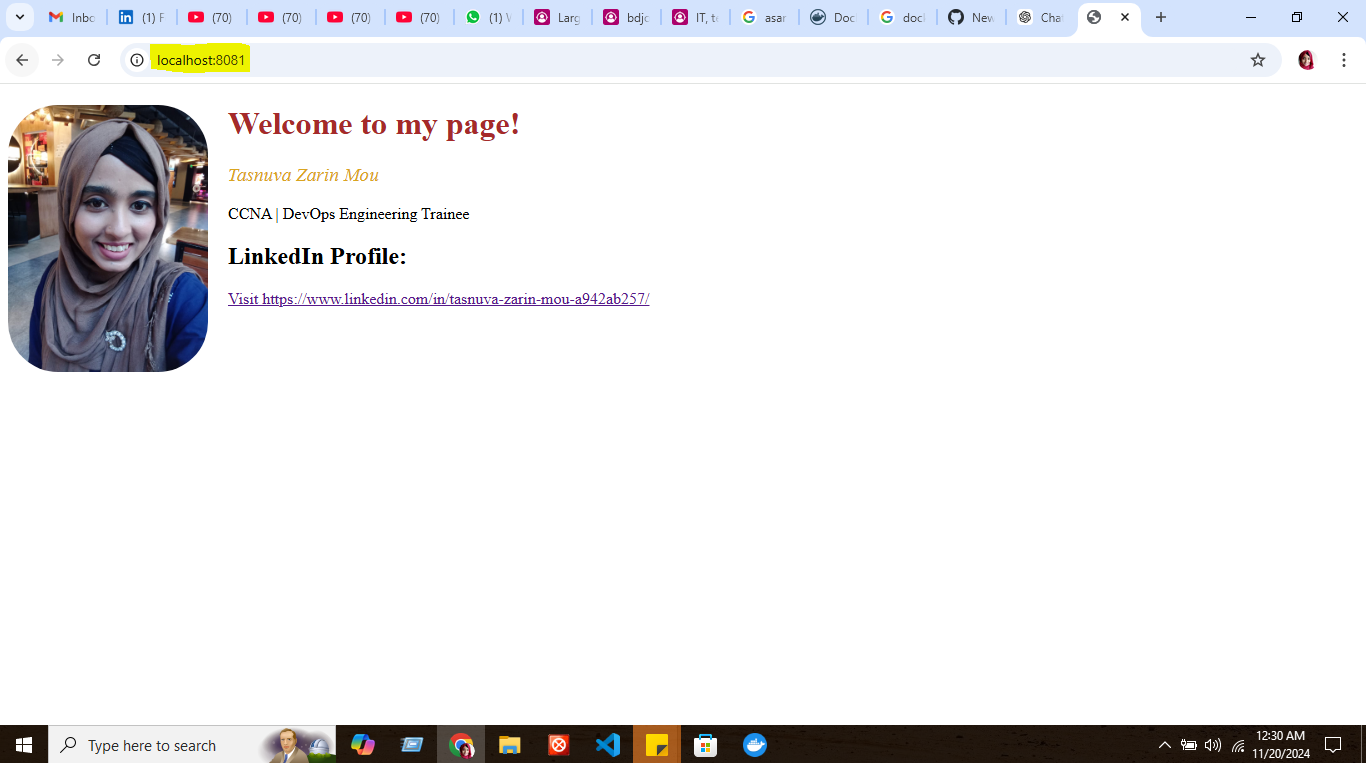 Inbo
(1) F
(70)
(70)
(70)
(70)
(1) W
Larg
bdjo
IT, t
asar
Doc
dock
New
Chat
localhost:8081
Welcome to my page!
Tasnuva Zarin Mou
CCNA | DevOps Engineering Trainee
LinkedIn Profile:
Visit https://www.linkedin.com/in/tasnuva-zarin-mou-a942ab257/
Type here to search
12:30 AM
11/20/2024